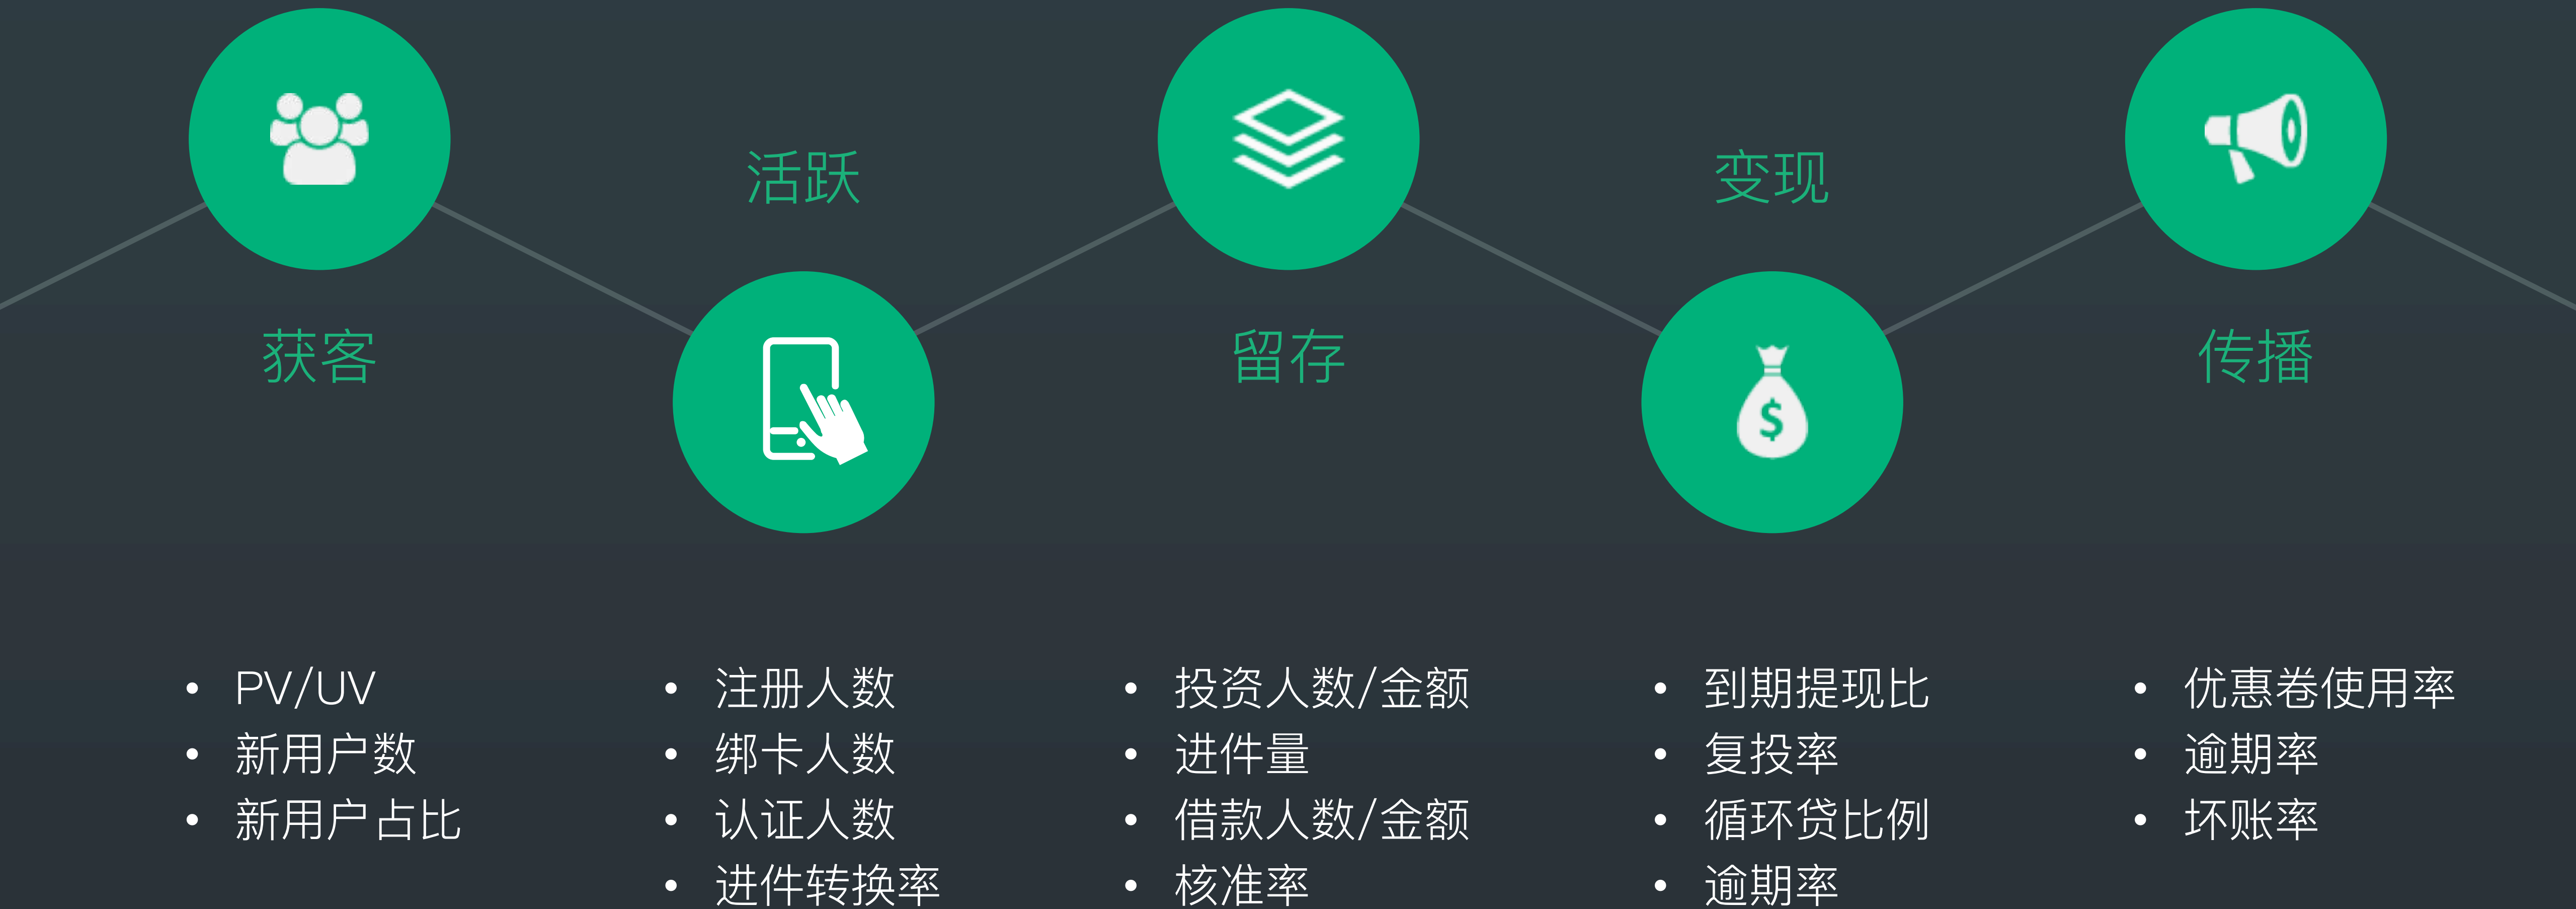 获客
活跃
留存
变现
传播
PV/UV
新用户数
新用户占比
注册人数
绑卡人数
认证人数
进件转换率
投资人数/金额
进件量
借款人数/金额
核准率
到期提现比
复投率
循环贷比例
逾期率
优惠卷使用率
逾期率
坏账率